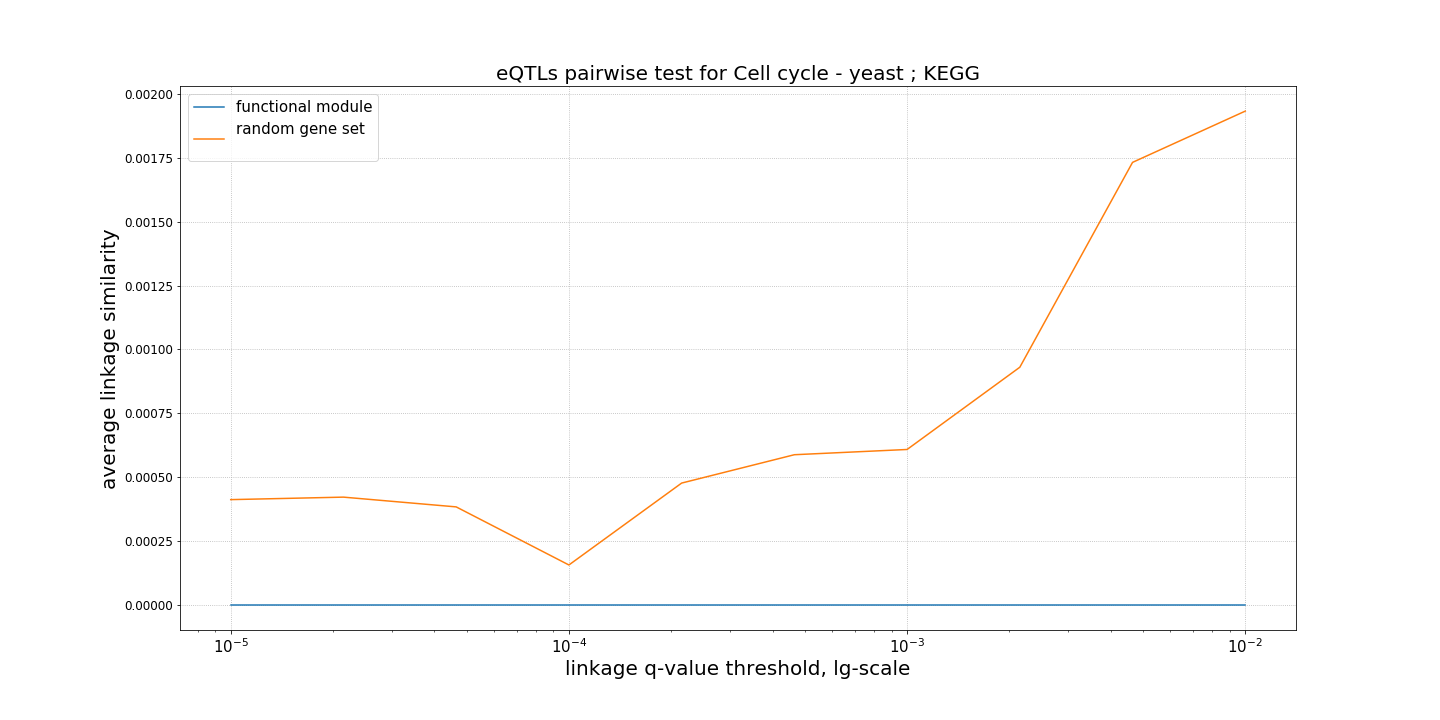 eQTLs pairwise test for Cell cycle - yeast ; KEGG
functional module
random gene set
average linkage similarity
0.00200
0.00175
0.00150
0.00125
0.00100
0.00075
0.00050
0.00025
0.00000
10⁻⁵ 10⁻⁴ 10⁻³ 10⁻²
linkage q-value threshold, lg-scale